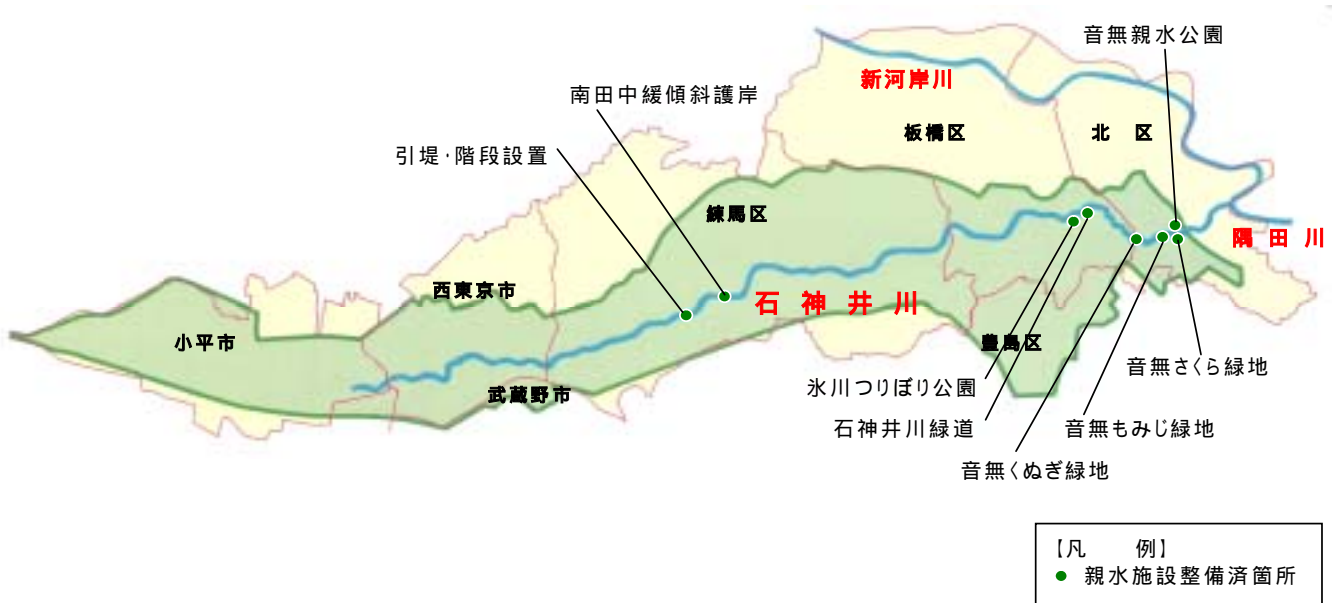 音無親水公園
新河岸川
南田中緩傾斜護岸
板橋区
北 区
引堤・階段設置
練馬区
隅 田 川
西東京市
石 神 井 川
小平市
豊島区
音無さくら緑地
武蔵野市
氷川つりぼり公園
石神井川緑道
音無もみじ緑地
音無くぬぎ緑地
【凡 例】
親水施設整備済箇所